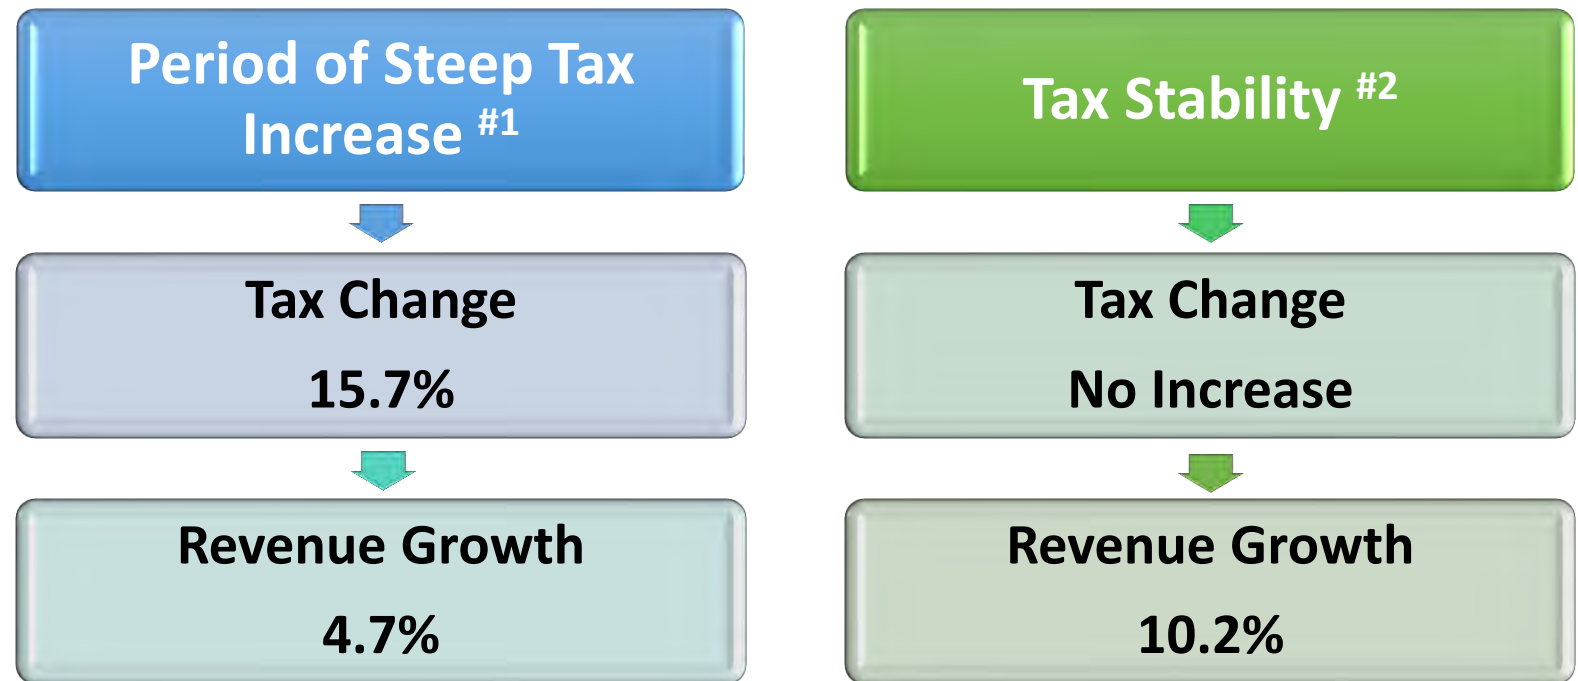 Period of Steep Tax
Increase #1
Tax Change
15.7%
Revenue Growth
4.7%
Tax Stability #2
Tax Change
No Increase
Revenue Growth
10.2%